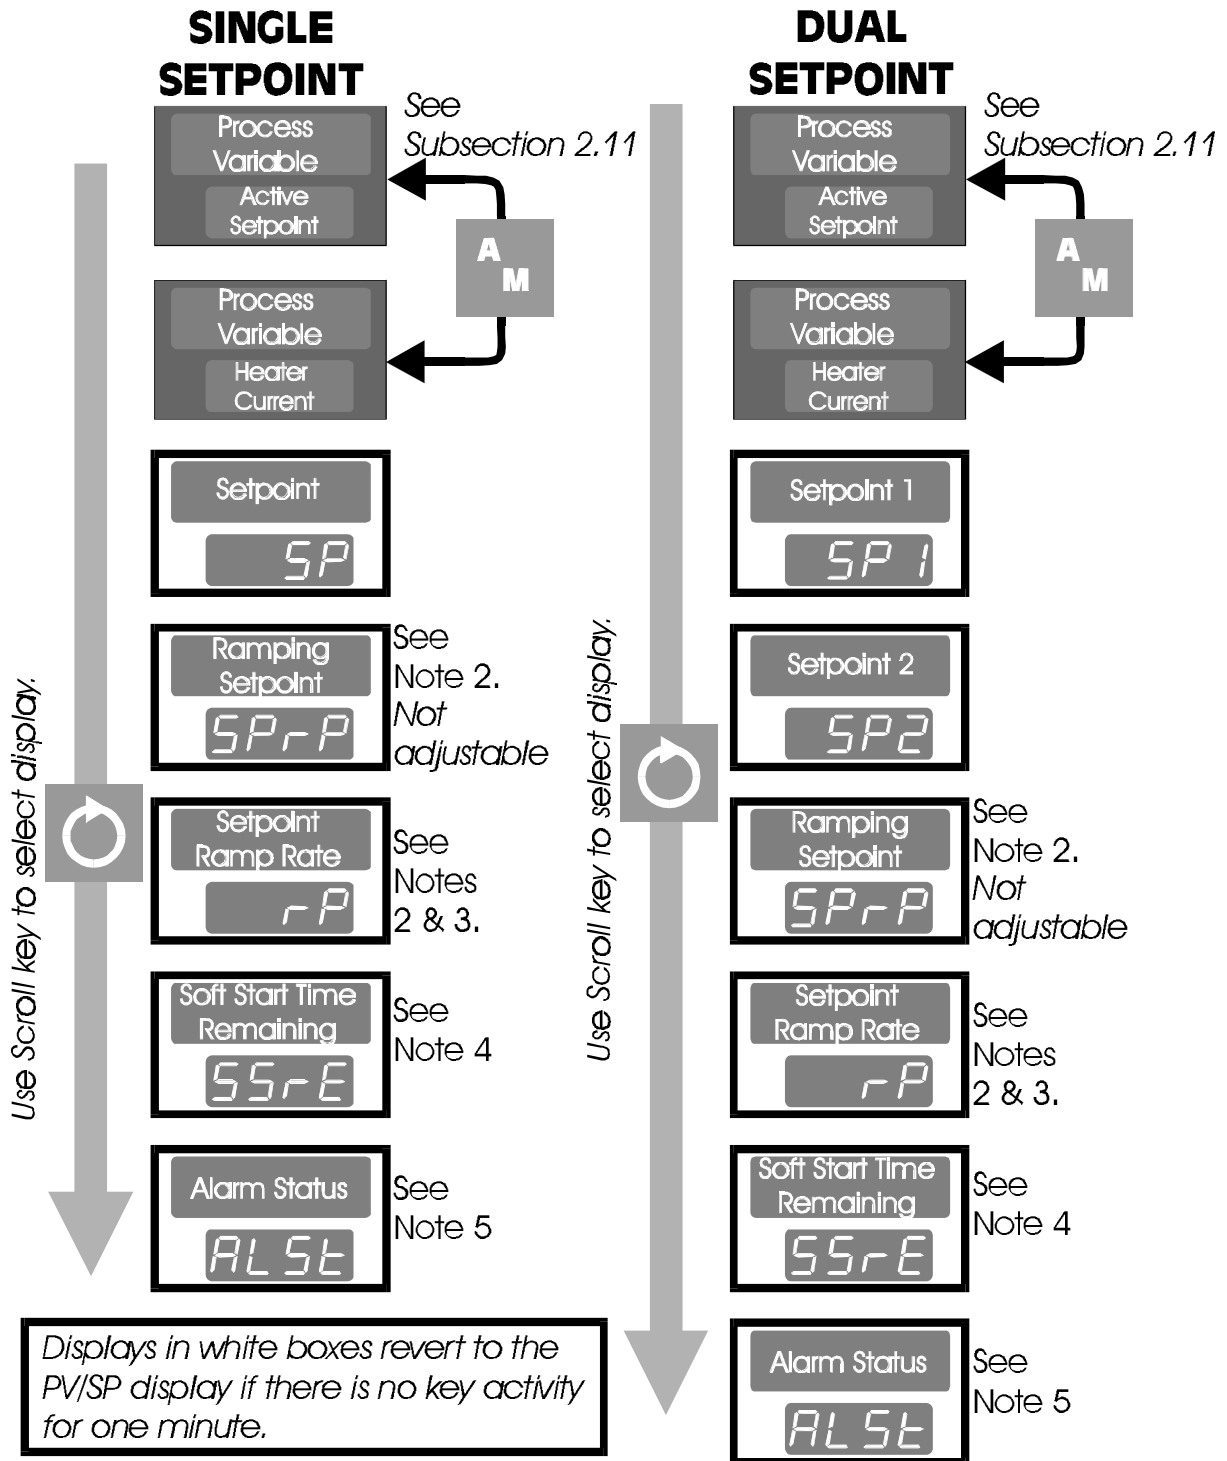 SINGLE
SETPOINT
Process
Variable
Active
Setpoint
See
Subsection 2.11
A
M
Process
Variable
Heater
Current
Setpoint
SP
Ramping
Setpoint
SPrP
See
Note 2.
Not
adjustable
Setpoint
Ramp Rate
rP
See
Notes
2 & 3.
Soft Start Time
Remaining
SSrE
See
Note 4
Alarm Status
ALSt
See
Note 5
Use Scroll key to select display.
Displays in white boxes revert to the
PV/SP display if there is no key activity
for one minute.
DUAL
SETPOINT
Process
Variable
Active
Setpoint
See
Subsection 2.11
A
M
Process
Variable
Heater
Current
Setpoint 1
SP1
Setpoint 2
SP2
Ramping
Setpoint
SPrP
See
Note 2.
Not
adjustable
Setpoint
Ramp Rate
rP
See
Notes
2 & 3.
Soft Start Time
Remaining
SSrE
See
Note 4
Alarm Status
ALSt
See
Note 5
Use Scroll key to select display.